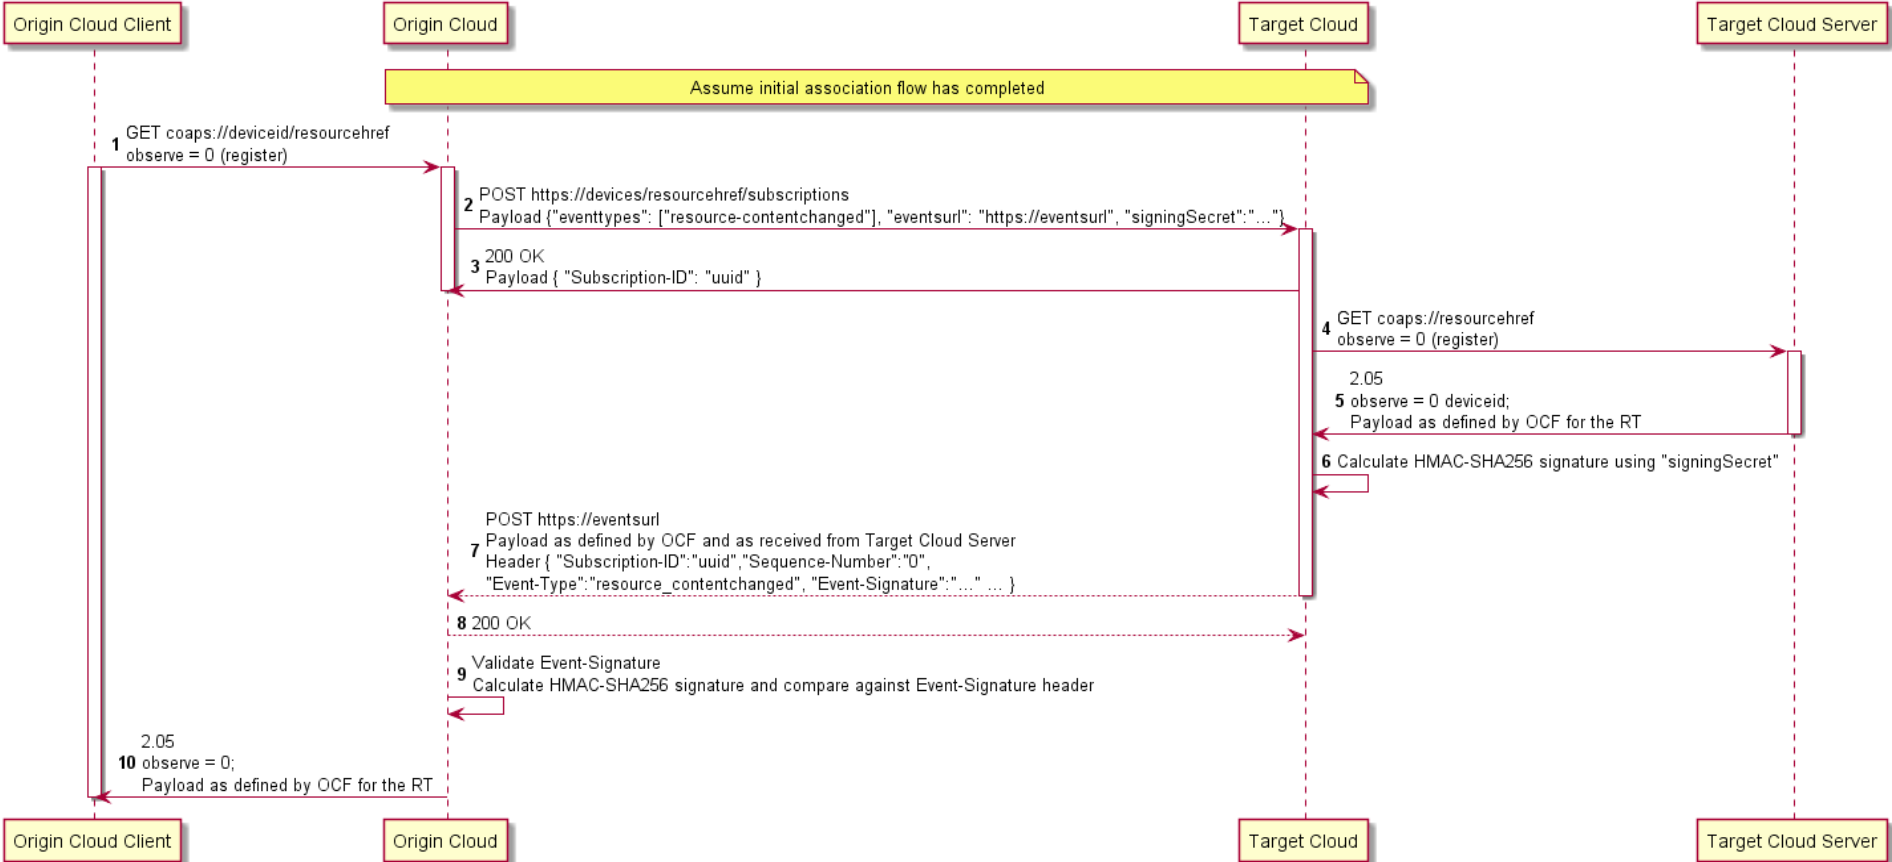 Origin Cloud Client
Origin Cloud
Target Cloud
Target Cloud Server
Assume initial association flow has completed
1 GET coaps://deviceid/resourcehref
observe = 0 (register)
2 POST https://devices/resourcehref/subscriptions
Payload {"eventtypes": ["resource-contentchanged"], "eventsurl": "https://eventsurl", "signingSecret":"..."}
3 200 OK
Payload { "Subscription-ID": "uuid" }
4 GET coaps://resourcehref
observe = 0 (register)
2.05
5 observe = 0 deviceid;
Payload as defined by OCF for the RT
6 Calculate HMAC-SHA256 signature using "signingSecret"
POST https://eventsurl
Payload as defined by OCF and as received from Target Cloud Server
7 Header { "Subscription-ID":"uuid","Sequence-Number":"0",
"Event-Type":"resource_contentchanged", "Event-Signature":"..." ... }
8 200 OK
9 Validate Event-Signature
Calculate HMAC-SHA256 signature and compare against Event-Signature header
2.05
10 observe = 0;
Payload as defined by OCF for the RT
Origin Cloud Client
Origin Cloud
Target Cloud
Target Cloud Server